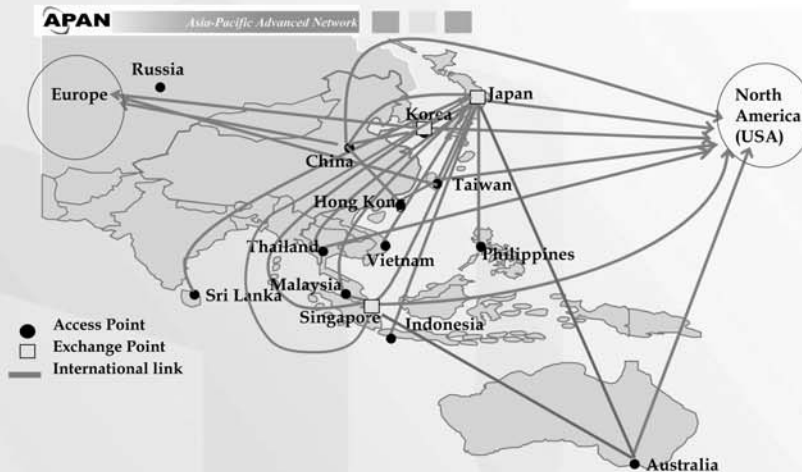 APAN
Asia-Pacific Advanced Network
Russia
Europe
Japan
North
America
(USA)
Korea
China
Taiwan
Hong Kong
Thailand
Vietnam
Philippines
Malaysia
Sri Lanka
Singapore
Indonesia
Access Point
Exchange Point
International link
Australia